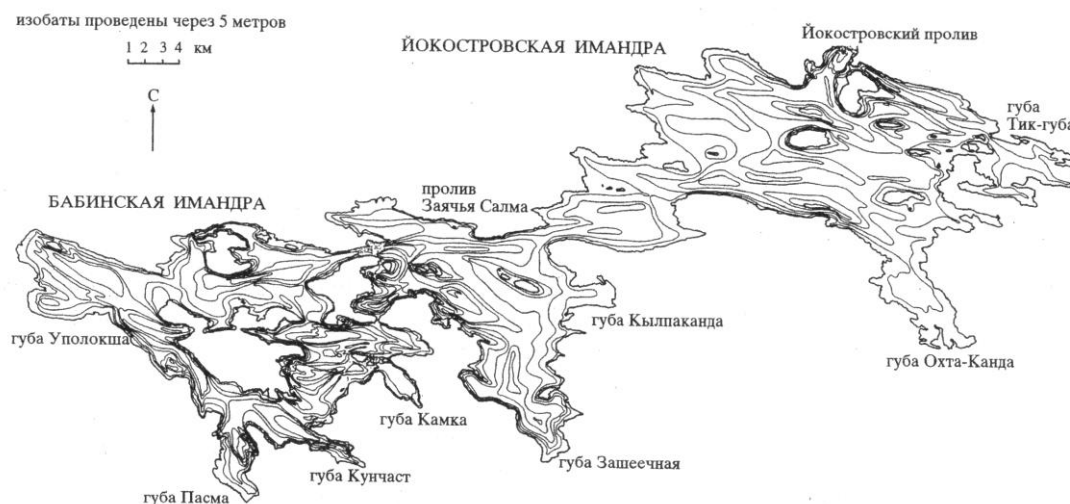 изобаты проведены через 5 метров
1 2 3 4 км
С
ЙОКОСТРОВСКАЯ ИМАНДРА
Йокостровский пролив
губа
Тик-губа
БАБИНСКАЯ ИМАНДРА
пролив
Заячья Салма
губа Уполокша
губа Кылпаканда
губа Охта-Канда
губа Камка
губа Зашеечная
губа Кунчаст
губа Пасма